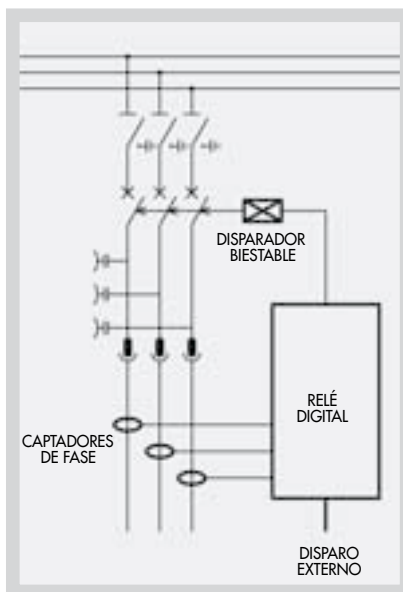 DISPARADOR
BIESTABLE
RELÉ
DIGITAL
CAPTADORES
DE FASE
DISPARO
EXTERNO